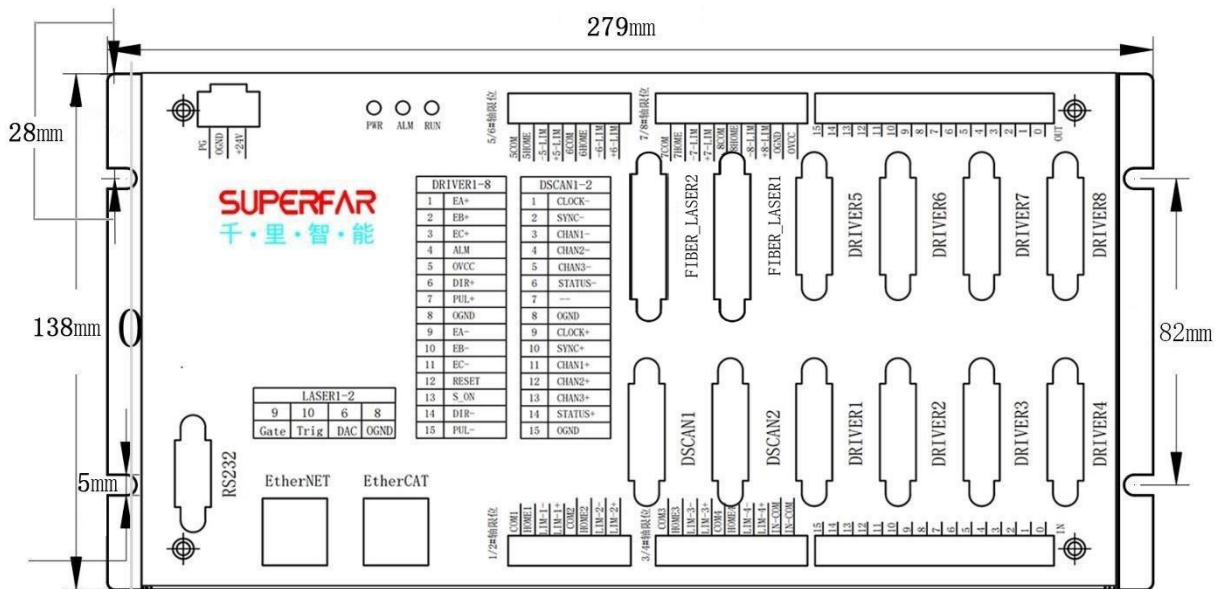 279mm
28mm
138mm
5mm
82mm
PG
OGND
+24V
PWR ALM RUN
5/6#轴限位
5COM
5HOME
-5-LIM
+5-LIM
6COM
6HOME
-6-LIM
+6-LIM
7/8#轴限位
7COM
7HOME
-7-LIM
+7-LIM
8COM
8HOME
-8-LIM
+8-LIM
OGND
OVCC
15 14 13 12 11 10 9 8 7 6 5 4 3 2 1 0 OUT
SUPERFAR
千·里·智·能
DRIVER1-8
1 EA+
2 EB+
3 EC+
4 ALM
5 OVCC
6 DIR+
7 PUL+
8 OGND
9 EA-
10 EB-
11 EC-
12 RESET
13 S_ON
14 DIR-
15 PUL-
DSCAN1-2
1 CLOCK-
2 SYNC-
3 CHAN1-
4 CHAN2-
5 CHAN3-
6 STATUS-
7 --
8 OGND
9 CLOCK+
10 SYNC+
11 CHAN1+
12 CHAN2+
13 CHAN3+
14 STATUS+
15 OGND
FIBER_LASER2
FIBER_LASER1
DRIVER5
DRIVER6
DRIVER7
DRIVER8
LASER1-2
9 10 6 8
Gate Trig DAC OGND
RS232
EtherNET
EtherCAT
DSCAN1
DSCAN2
DRIVER1
DRIVER2
DRIVER3
DRIVER4
1/2#轴限位
COM1
HOME1
LIM-1-
LIM-1+
COM2
HOME2
LIM-2-
LIM-2+
3/4#轴限位
COM3
HOME3
LIM-3-
LIM-3+
COM4
HOME4
LIM-4-
LIM-4+
IN-COM
IN-COM
15 14 13 12 11 10 9 8 7 6 5 4 3 2 1 0 IN